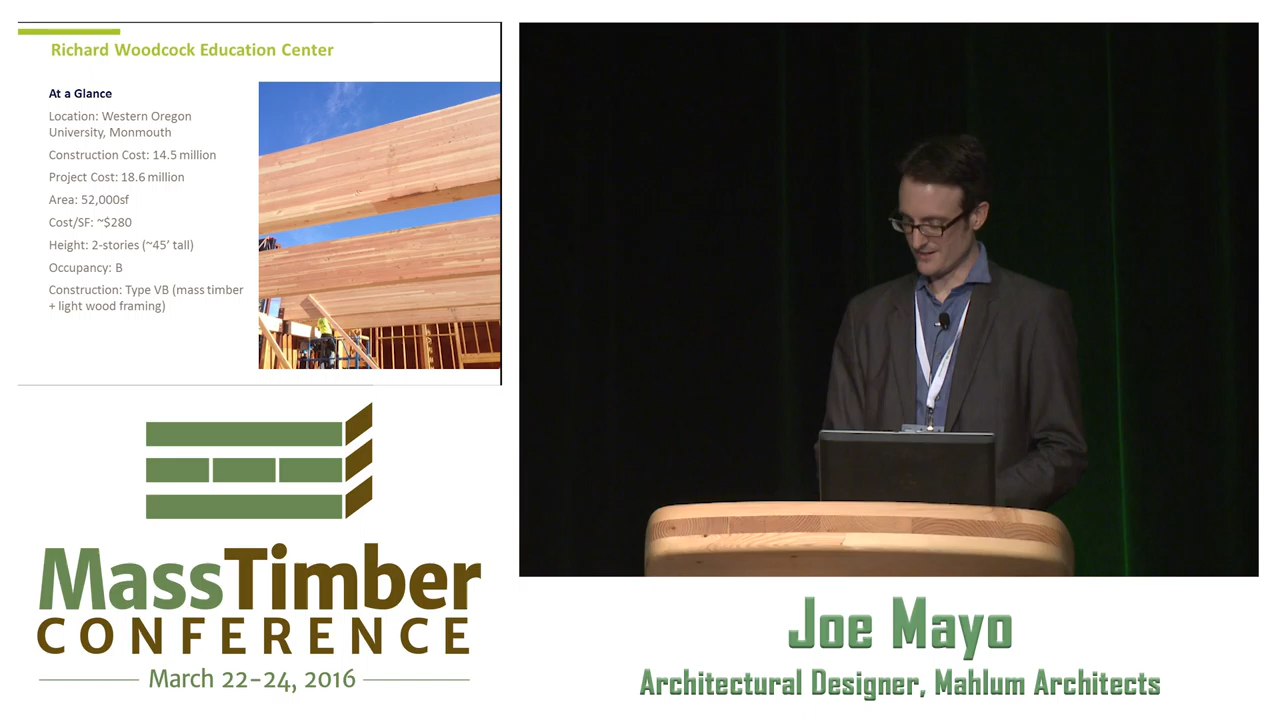 Richard Woodcock Education Center
At a Glance
Location: Western Oregon
University, Monmouth
Construction Cost: 14.5 million
Project Cost: 18.6 million
Area: 52,000sf
Cost/SF: ~$280
Height: 2-stories (~45' tall)
Occupancy: B
Construction: Type VB (mass timber
+ light wood framing)
MassTimber
CONFERENCE
March 22-24, 2016
Joe Mayo
Architectural Designer, Mahlum Architects